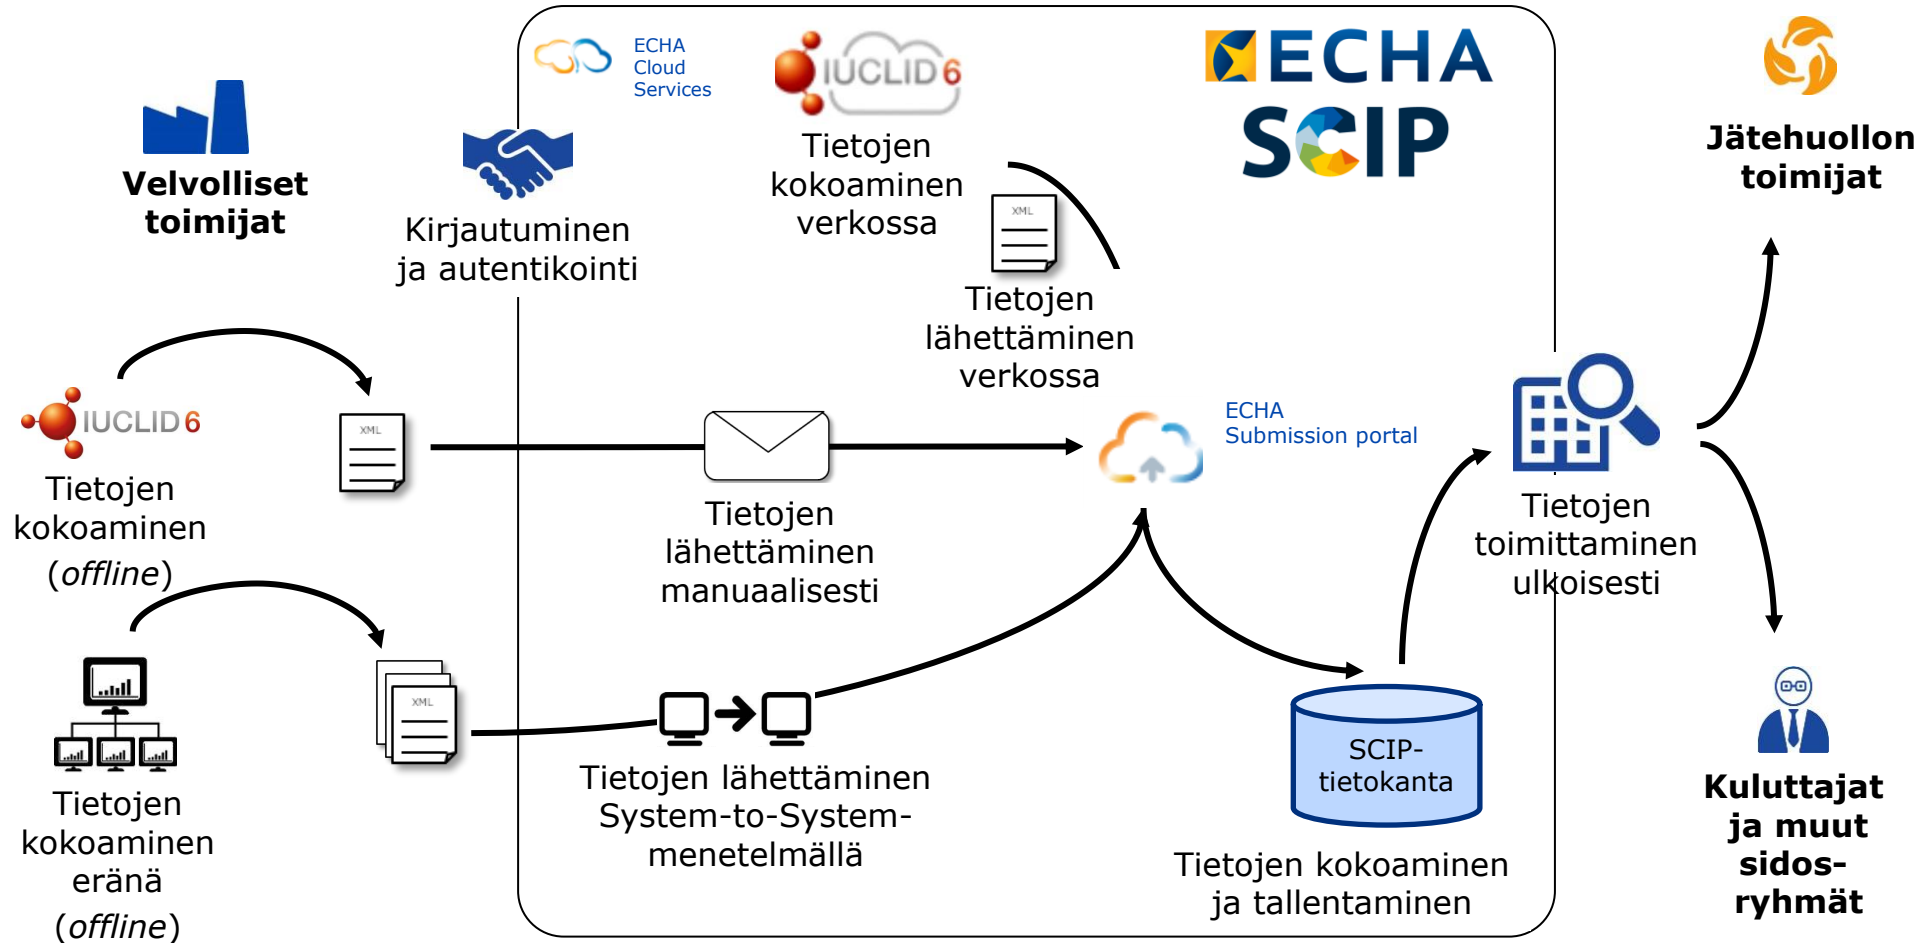 ECHA
Cloud
Services
IUCLID 6
ECHA
SCIP
Velvolliset
toimijat
Kirjautuminen
ja autentikointi
Tietojen
kokoaminen
verkossa
XML
Tietojen
lähettäminen
verkossa
Jätehuollon
toimijat
IUCLID 6
Tietojen
kokoaminen
(offline)
XML
Tietojen
lähettäminen
manuaalisesti
ECHA
Submission portal
Tietojen
toimittaminen
ulkoisesti
Tietojen
kokoaminen
eränä
(offline)
XML
Tietojen lähettäminen
System-to-System-
menetelmällä
SCIP-
tietokanta
Tietojen kokoaminen
ja tallentaminen
Kuluttajat
ja muut
sidos-
ryhmät